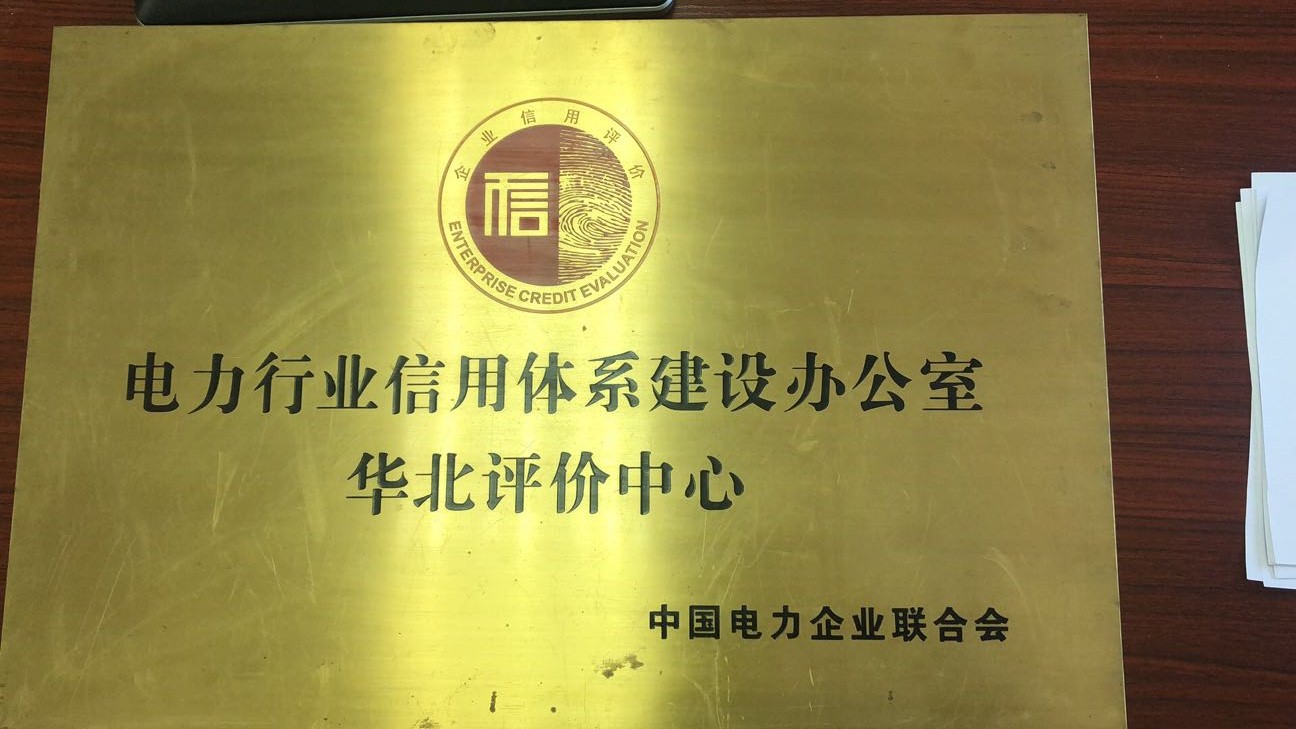 企业信用评价
信
ENTERPRISE CREDIT EVALUATION
电力行业信用体系建设办公室
华北评价中心
中国电力企业联合会